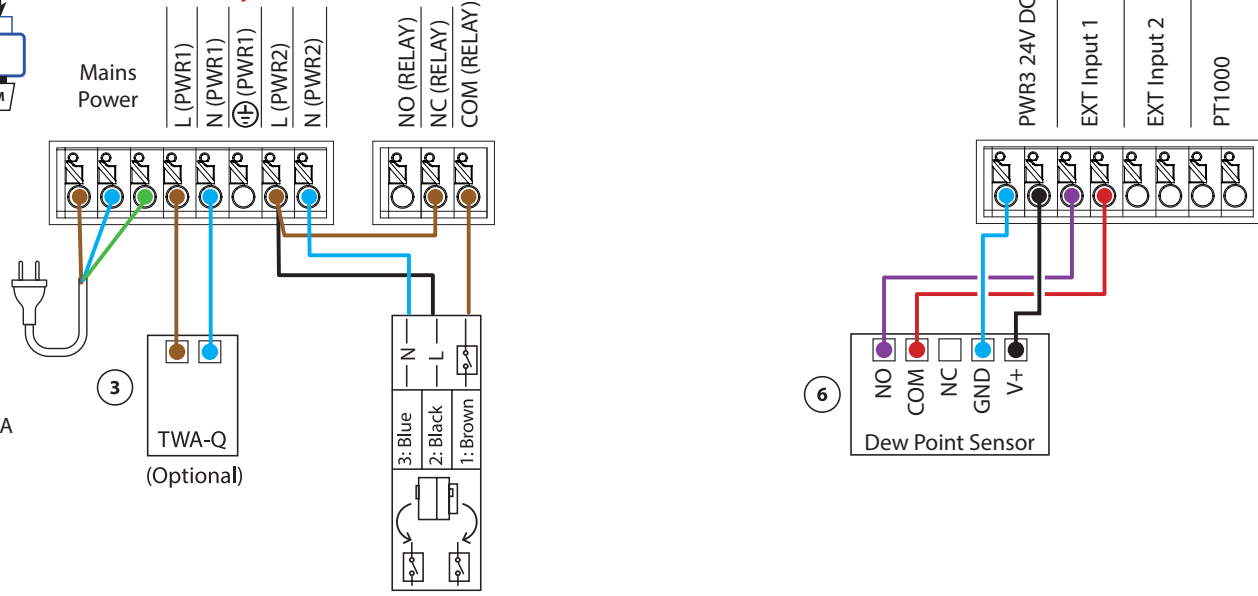 Mains
Power
L (PWR1)
N (PWR1)
(PWR1)
L (PWR2)
N (PWR2)
NO (RELAY)
NC (RELAY)
COM (RELAY)
PWR3 24V DC
EXT Input 1
EXT Input 2
PT1000
M
3
TWA-Q
(Optional)
A
N
L
3: Blue
2: Black
1: Brown
6
NO
COM
NC
GND
V+
Dew Point Sensor